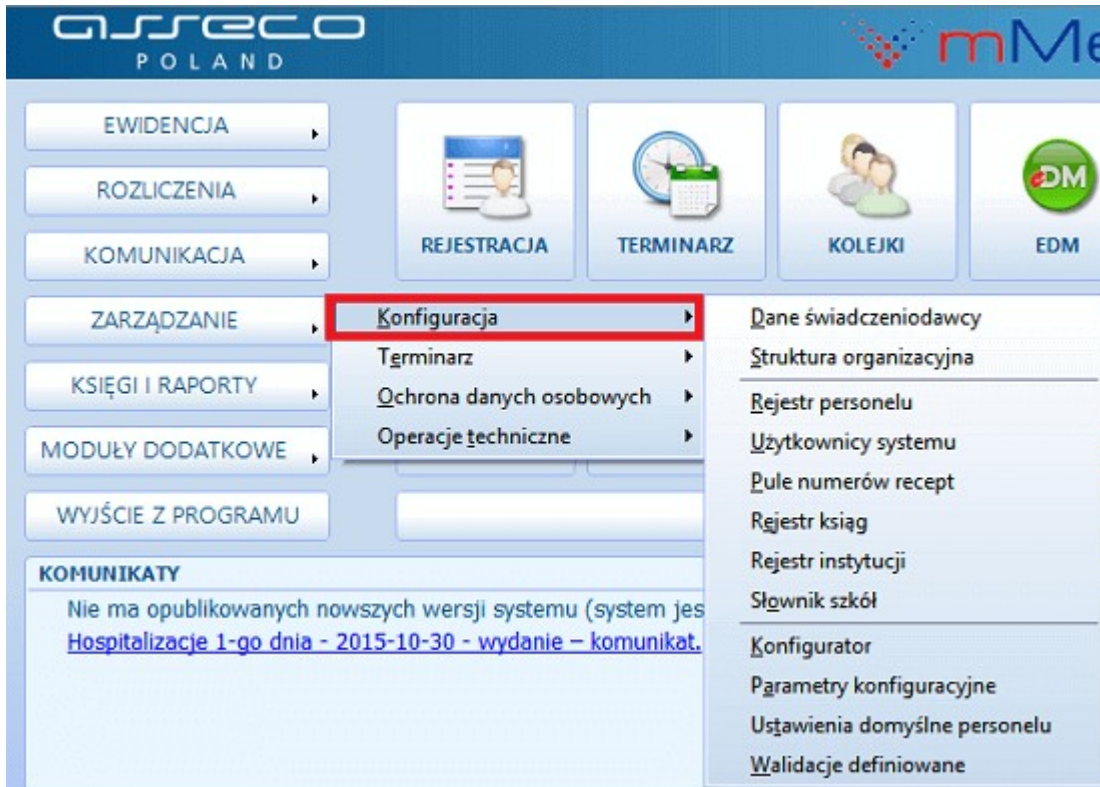 asseco
POLAND
mMe
EWIDENCJA
ROZLICZENIA
KOMUNIKACJA
ZARZĄDZANIE
KSIĘGI I RAPORTY
MODUŁY DODATKOWE
WYJŚCIE Z PROGRAMU
REJESTRACJA
TERMINARZ
KOLEJKI
eDM
EDM
Konfiguracja
Terminarz
Ochrona danych osobowych
Operacje techniczne
Dane świadczeniodawcy
Struktura organizacyjna
Rejestr personelu
Użytkownicy systemu
Pule numerów recept
Rejestr ksiąg
Rejestr instytucji
Słownik szkół
Konfigurator
Parametry konfiguracyjne
Ustawienia domyślne personelu
Walidacje definiowane
KOMUNIKATY
Nie ma opublikowanych nowszych wersji systemu (system jes
Hospitalizacje 1-go dnia - 2015-10-30 - wydanie – komunikat.